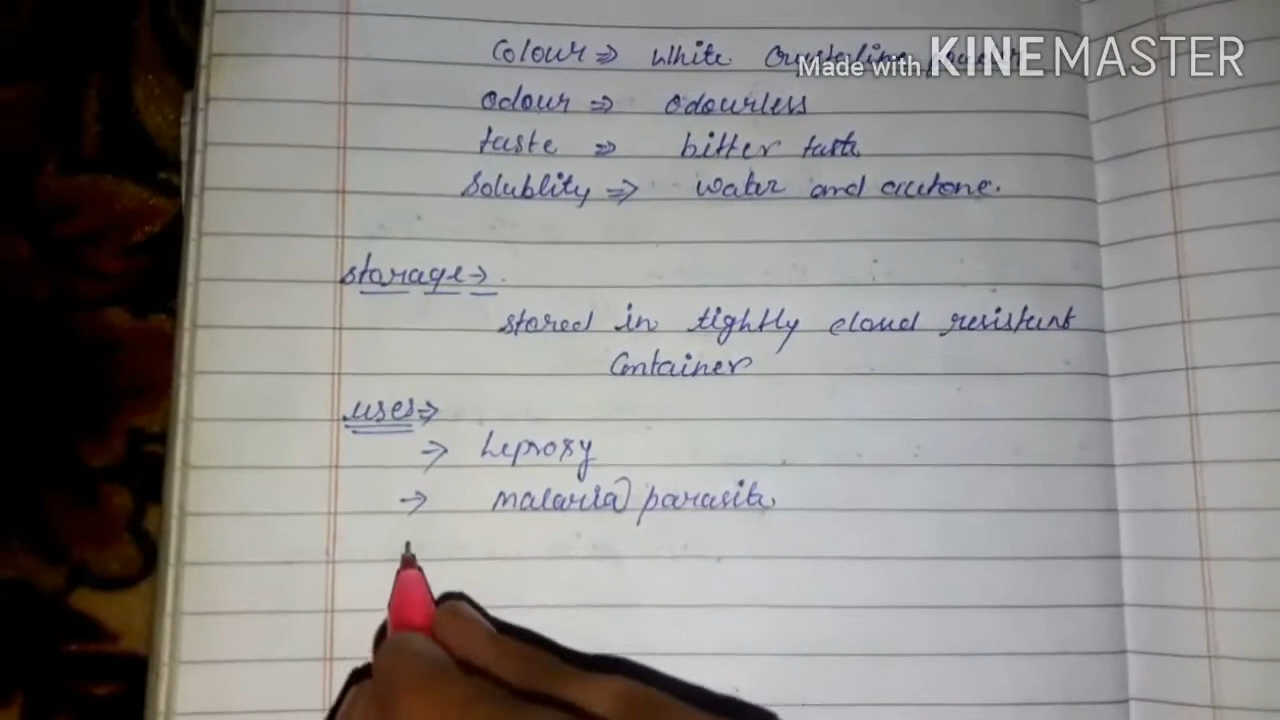 Colour ⇒ White
Made with KINEMASTER
odour ⇒ odourless
taste ⇒ bitter taste
Solublity ⇒ water and acetone.
Storage →
stored in tightly cloud resistant
Container
uses ⇒
→ Leprosy
→ malaria parasite